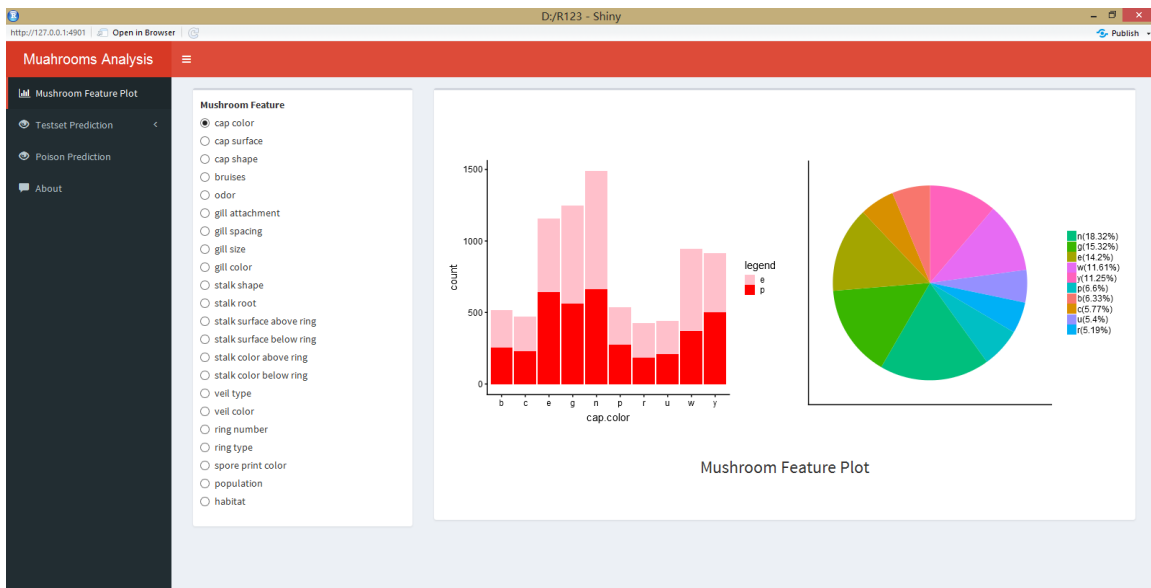 D:/R123 - Shiny
http://127.0.0.1:4901
Open in Browser
Publish
Muahrooms Analysis
Mushroom Feature Plot
Testset Prediction
Poison Prediction
About
Mushroom Feature
cap color
cap surface
cap shape
bruises
odor
gill attachment
gill spacing
gill size
gill color
stalk shape
stalk root
stalk surface above ring
stalk surface below ring
stalk color above ring
stalk color below ring
veil type
veil color
ring number
ring type
spore print color
population
habitat
1500
1000
500
0
count
b c e g n p r u w y
cap.color
legend
e
p
n(18.32%)
g(15.32%)
e(14.2%)
w(11.61%)
y(11.25%)
p(6.6%)
b(6.33%)
c(5.77%)
u(5.4%)
r(5.19%)
Mushroom Feature Plot